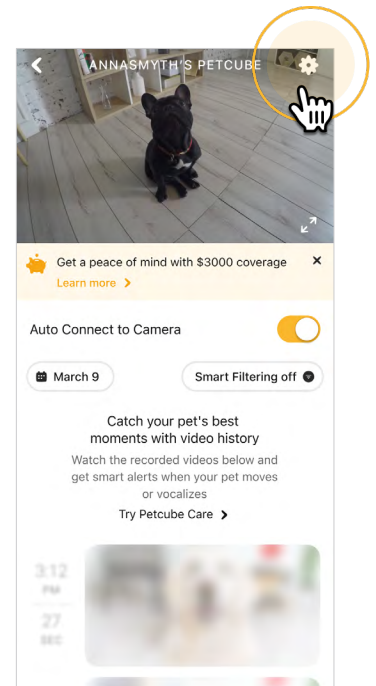 ANNASMYTH'S PETCUBE
Get a peace of mind with $3000 coverage
Learn more
Auto Connect to Camera
March 9
Smart Filtering off
Catch your pet's best
moments with video history
Watch the recorded videos below and
get smart alerts when your pet moves
or vocalizes
Try Petcube Care
3:12
PM
27
SEC